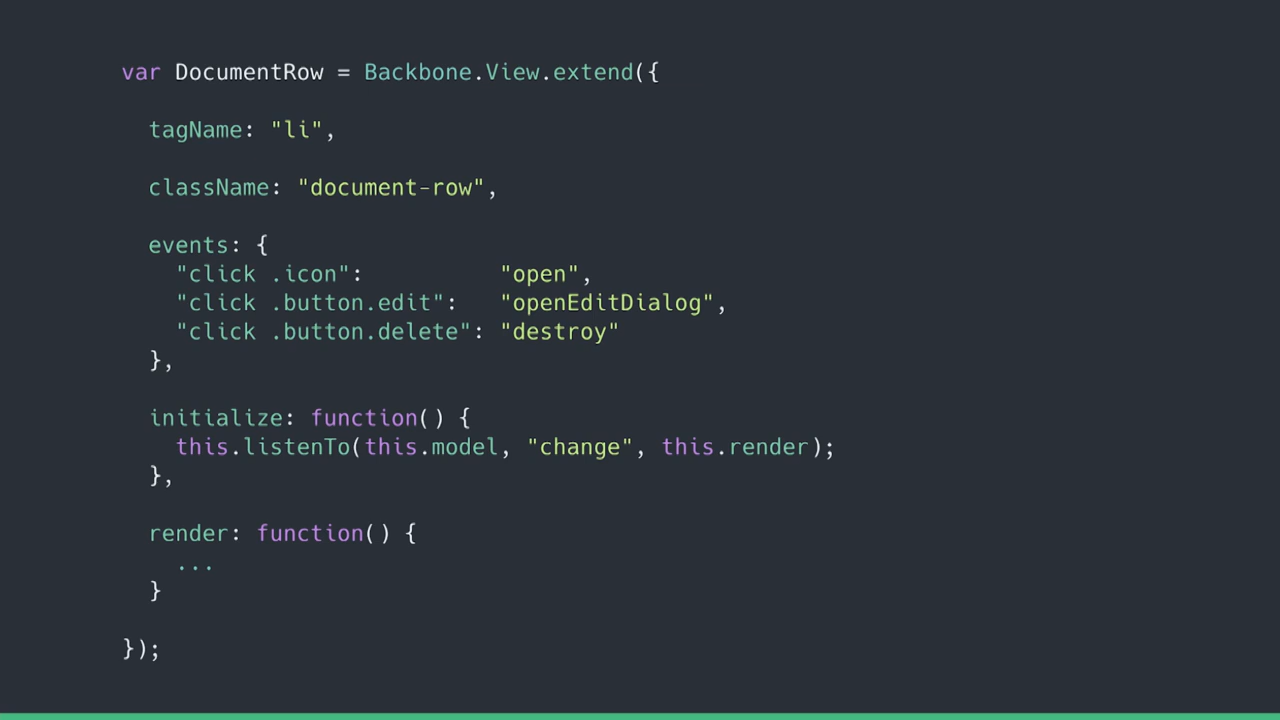 var DocumentRow = Backbone.View.extend({
  tagName: "li",
  className: "document-row",
  events: {
    "click .icon":          "open",
    "click .button.edit":   "openEditDialog",
    "click .button.delete": "destroy"
  },
  initialize: function() {
    this.listenTo(this.model, "change", this.render);
  },
  render: function() {
    ...
  }
});